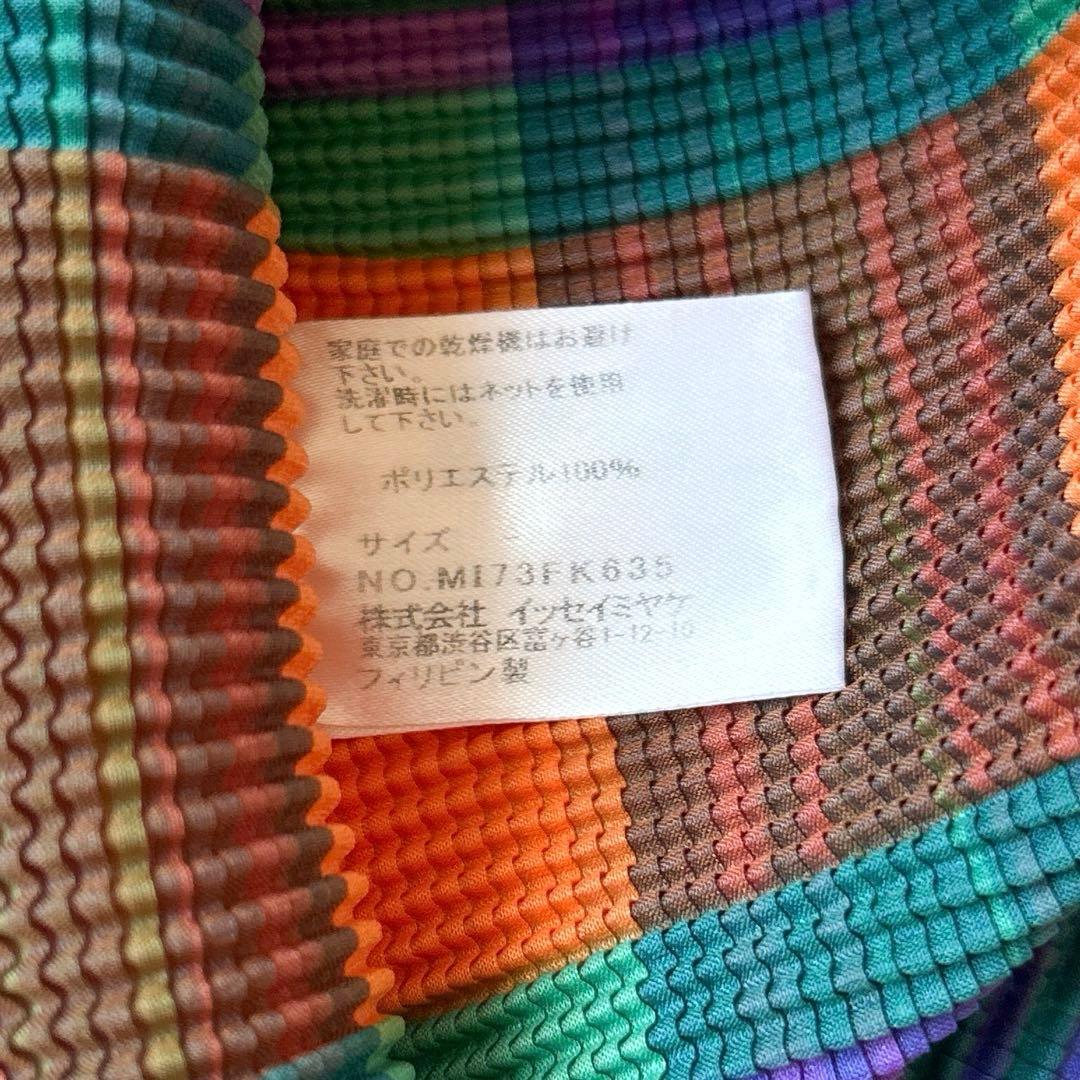 家庭での乾燥機はお避け
下さい。
洗濯時にはネットを使用
して下さい。
ポリエステル100%
サイズ -
NO.MI73FK635
株式会社 イッセイミヤケ
東京都渋谷区富ヶ谷1-12-10
フィリピン製